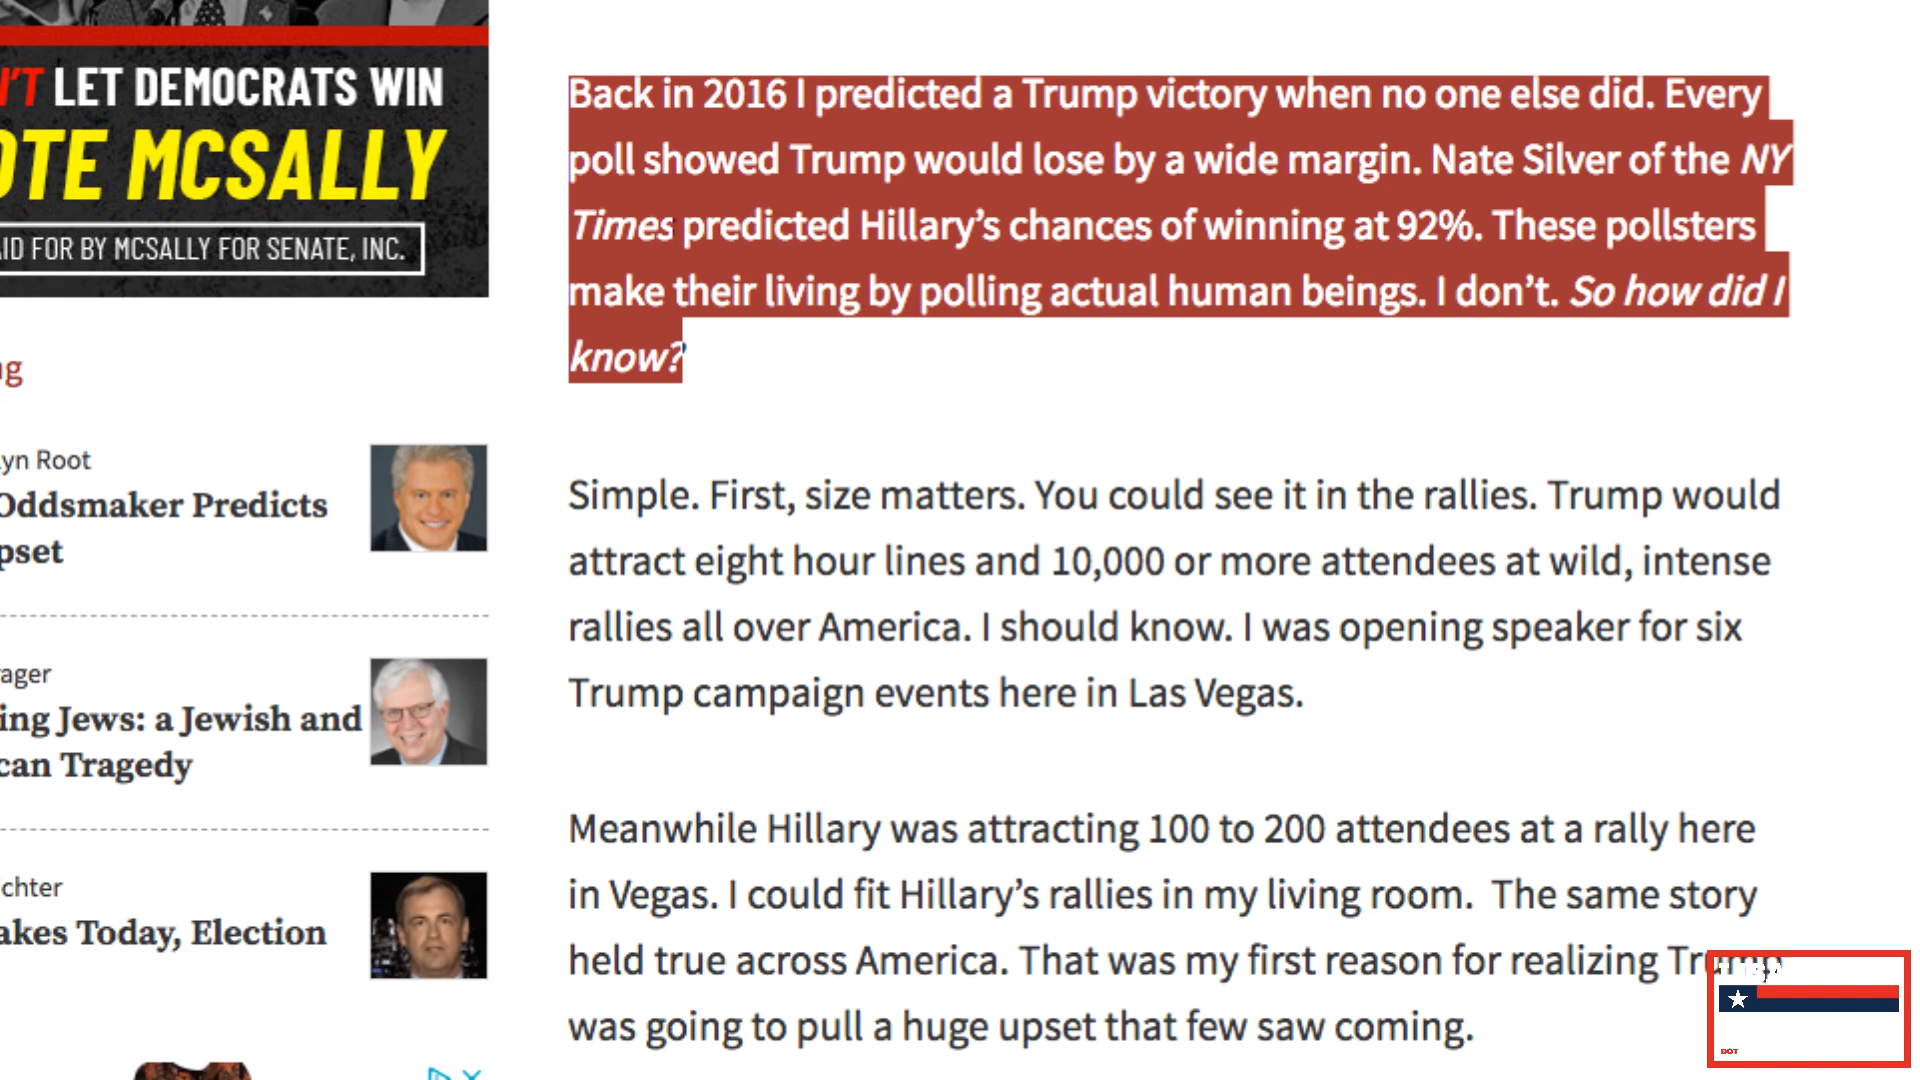 N'T LET DEMOCRATS WIN
OTE MCSALLY
AID FOR BY MCSALLY FOR SENATE, INC.
ng
Lyn Root
Oddsmaker Predicts
pset
rager
ing Jews: a Jewish and
can Tragedy
chter
akes Today, Election
Back in 2016 I predicted a Trump victory when no one else did. Every
poll showed Trump would lose by a wide margin. Nate Silver of the NY
Times predicted Hillary’s chances of winning at 92%. These pollsters
make their living by polling actual human beings. I don’t. So how did I
know?
Simple. First, size matters. You could see it in the rallies. Trump would
attract eight hour lines and 10,000 or more attendees at wild, intense
rallies all over America. I should know. I was opening speaker for six
Trump campaign events here in Las Vegas.
Meanwhile Hillary was attracting 100 to 200 attendees at a rally here
in Vegas. I could fit Hillary’s rallies in my living room. The same story
held true across America. That was my first reason for realizing Trump
was going to pull a huge upset that few saw coming.
DOT